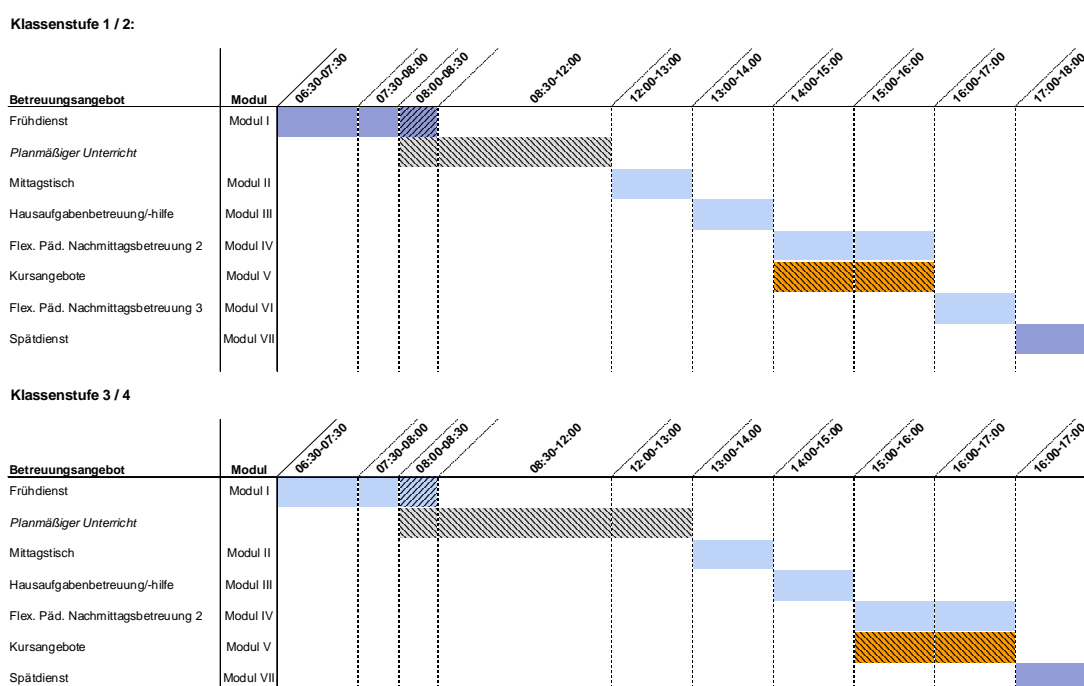 Klassenstufe 1 / 2:
Betreuungsangebot Modul 06:30-07:30 07:30-08:00 08:00-08:30 08:30-12:00 12:00-13:00 13:00-14.00 14:00-15:00 15:00-16:00 16:00-17:00 17:00-18:00
Frühdienst Modul I
Planmäßiger Unterricht
Mittagstisch Modul II
Hausaufgabenbetreuung/-hilfe Modul III
Flex. Päd. Nachmittagsbetreuung 2 Modul IV
Kursangebote Modul V
Flex. Päd. Nachmittagsbetreuung 3 Modul VI
Spätdienst Modul VII
Klassenstufe 3 / 4
Betreuungsangebot Modul 06:30-07:30 07:30-08:00 08:00-08:30 08:30-12:00 12:00-13:00 13:00-14.00 14:00-15:00 15:00-16:00 16:00-17:00 16:00-17:00
Frühdienst Modul I
Planmäßiger Unterricht
Mittagstisch Modul II
Hausaufgabenbetreuung/-hilfe Modul III
Flex. Päd. Nachmittagsbetreuung 2 Modul IV
Kursangebote Modul V
Spätdienst Modul VII